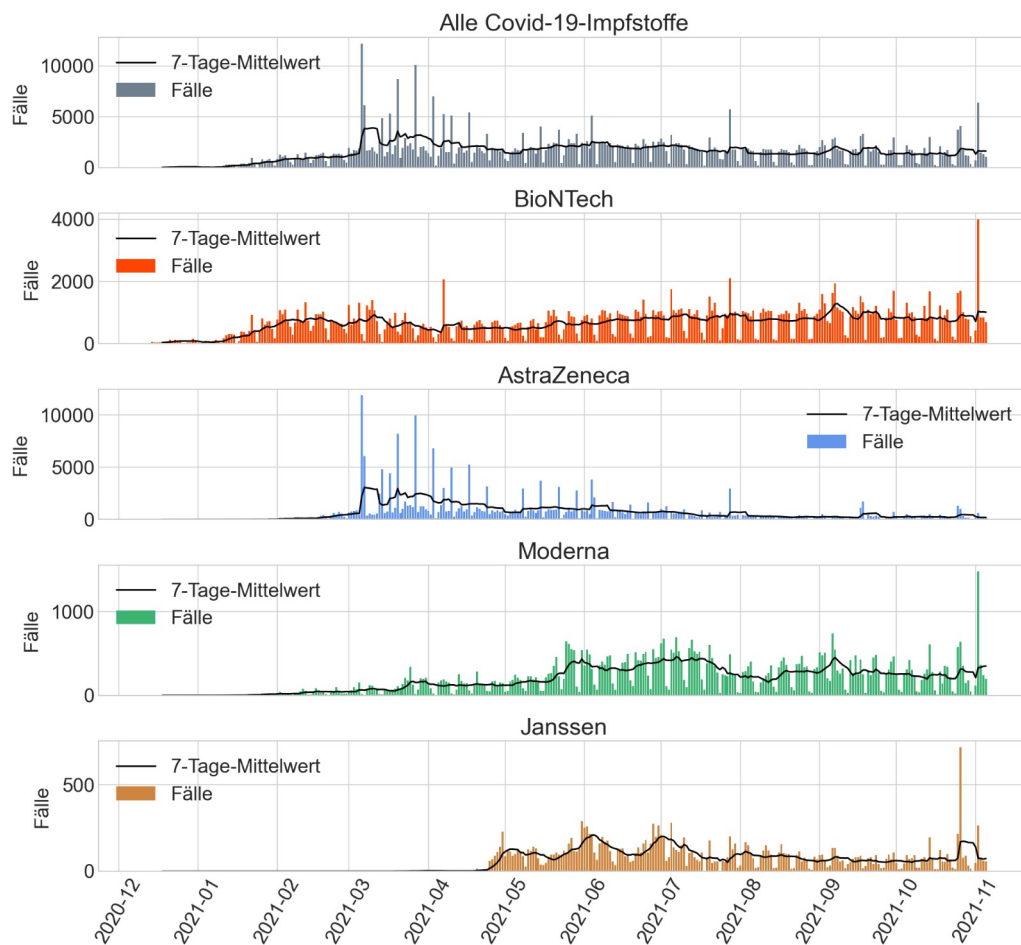 Alle Covid-19-Impfstoffe
Fälle
10000
5000
0
7-Tage-Mittelwert
Fälle
BioNTech
Fälle
4000
2000
0
7-Tage-Mittelwert
Fälle
AstraZeneca
Fälle
10000
5000
0
7-Tage-Mittelwert
Fälle
Moderna
Fälle
1000
0
7-Tage-Mittelwert
Fälle
Janssen
Fälle
500
0
7-Tage-Mittelwert
Fälle
2020-12
2021-01
2021-02
2021-03
2021-04
2021-05
2021-06
2021-07
2021-08
2021-09
2021-10
2021-11